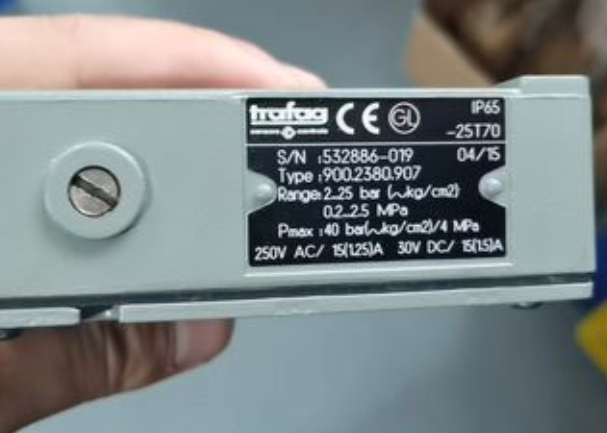 trafag CE GL IP65
sensors controls
-25T70
S/N :532886-019 04/15
Type :900.2380.907
Range: 2...25 bar (~kg/cm2)
0.2...2.5 MPa
Pmax :40 bar(~kg/cm2)/4 MPa
250V AC/ 15(1,25)A 30V DC/ 15(1.5)A